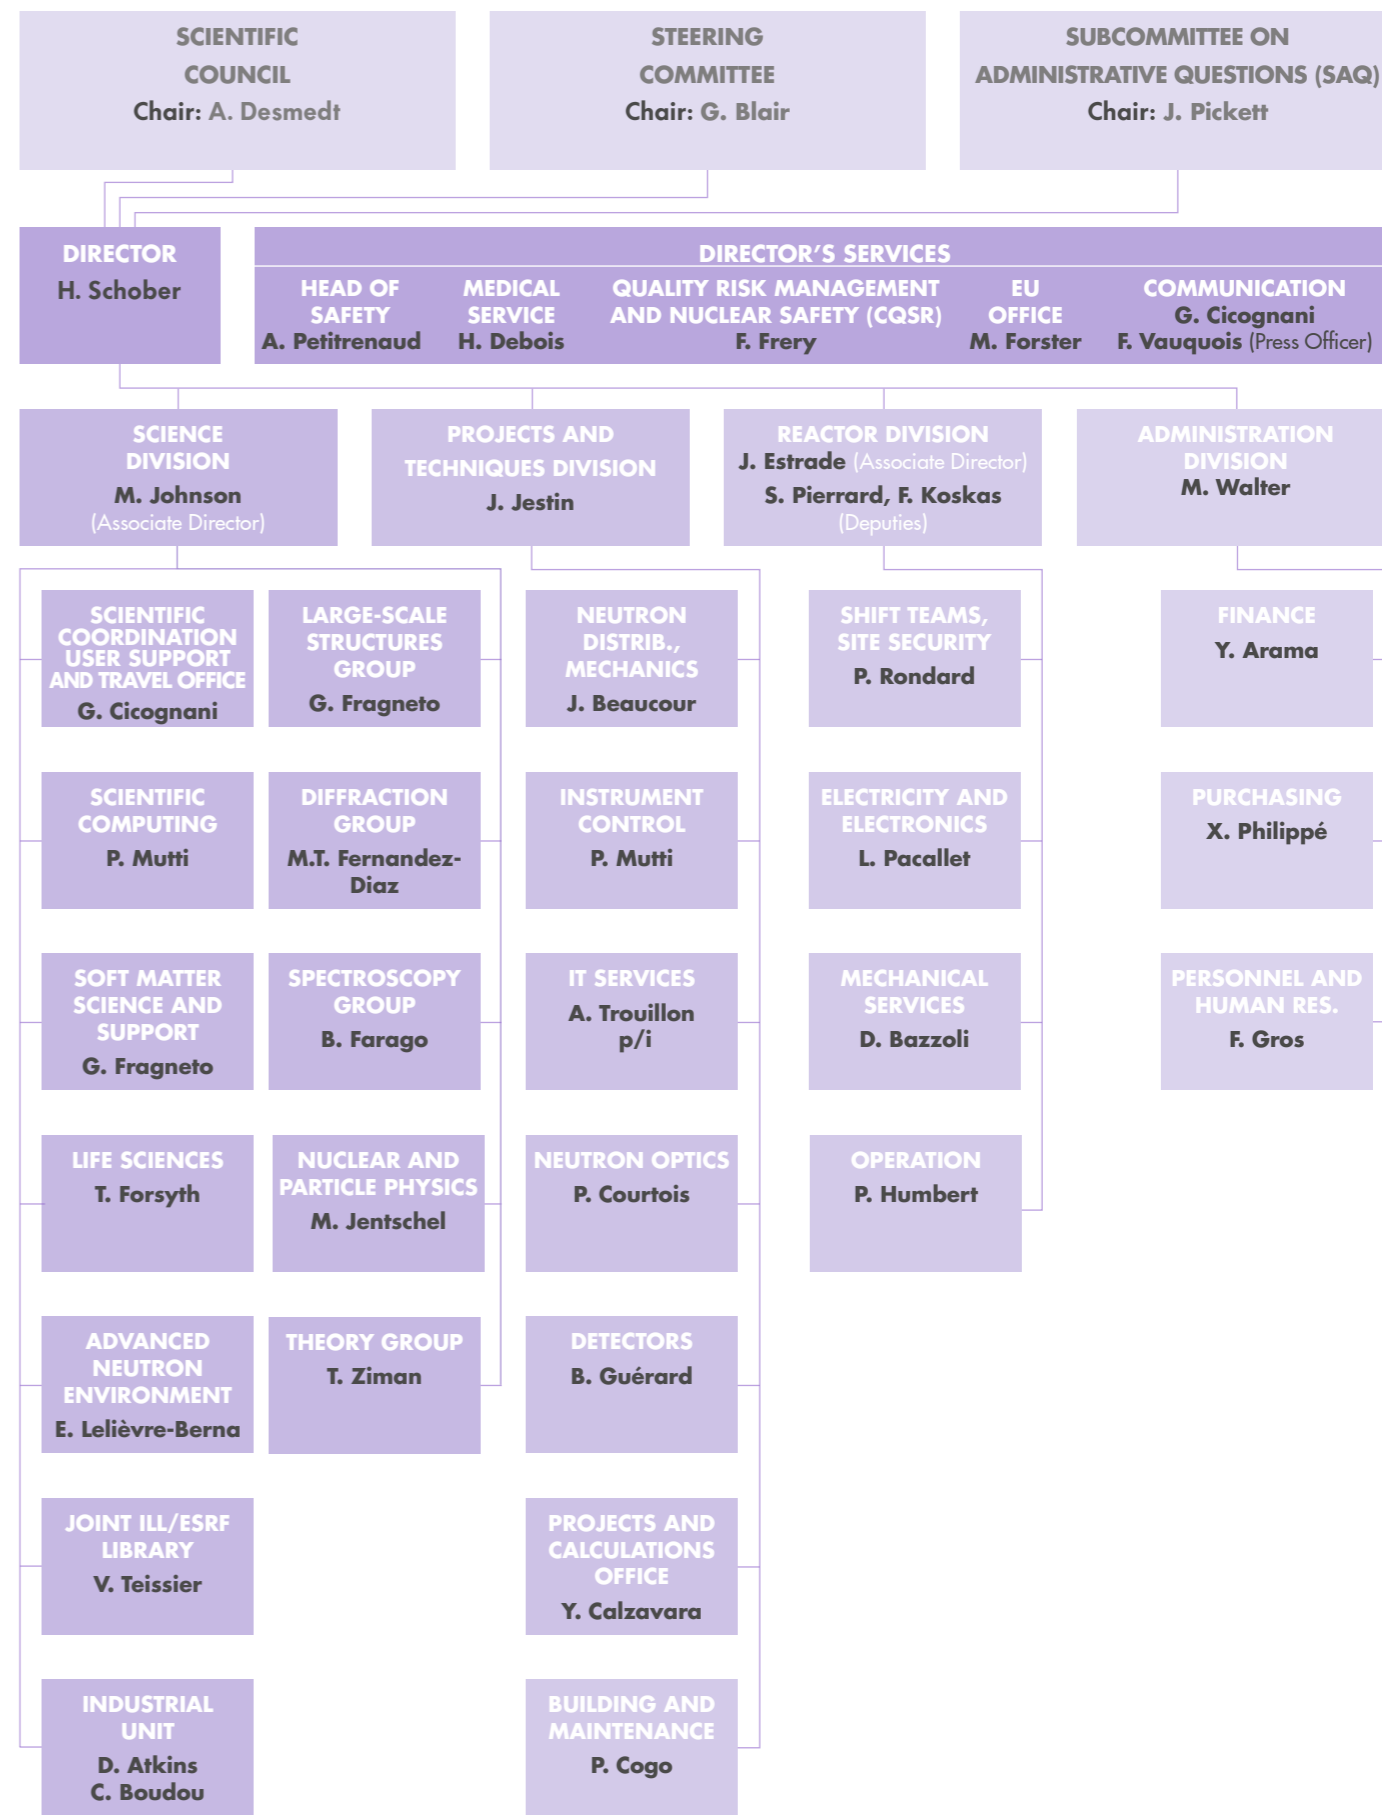 SCIENTIFIC
COUNCIL
Chair: A. Desmedt
STEERING
COMMITTEE
Chair: G. Blair
SUBCOMMITTEE ON
ADMINISTRATIVE QUESTIONS (SAQ)
Chair: J. Pickett
DIRECTOR
H. Schober
DIRECTOR'S SERVICES
HEAD OF
SAFETY
A. Petitrenaud
MEDICAL
SERVICE
H. Debois
QUALITY RISK MANAGEMENT
AND NUCLEAR SAFETY (CQSR)
F. Frery
EU
OFFICE
M. Forster
COMMUNICATION
G. Cicognani
F. Vauquois (Press Officer)
SCIENCE
DIVISION
M. Johnson
(Associate Director)
PROJECTS AND
TECHNIQUES DIVISION
J. Jestin
REACTOR DIVISION
J. Estrade (Associate Director)
S. Pierrard, F. Koskas
(Deputies)
ADMINISTRATION
DIVISION
M. Walter
SCIENTIFIC
COORDINATION
USER SUPPORT
AND TRAVEL OFFICE
G. Cicognani
SCIENTIFIC
COMPUTING
P. Mutti
SOFT MATTER
SCIENCE AND
SUPPORT
G. Fragneto
LIFE SCIENCES
T. Forsyth
ADVANCED
NEUTRON
ENVIRONMENT
E. Lelièvre-Berna
JOINT ILL/ESRF
LIBRARY
V. Teissier
INDUSTRIAL
UNIT
D. Atkins
C. Boudou
LARGE-SCALE
STRUCTURES
GROUP
G. Fragneto
DIFFRACTION
GROUP
M.T. Fernandez-
Diaz
SPECTROSCOPY
GROUP
B. Farago
NUCLEAR AND
PARTICLE PHYSICS
M. Jentschel
THEORY GROUP
T. Ziman
NEUTRON
DISTRIB.,
MECHANICS
J. Beaucour
INSTRUMENT
CONTROL
P. Mutti
IT SERVICES
A. Trouillon
p/i
NEUTRON OPTICS
P. Courtois
DETECTORS
B. Guérard
PROJECTS AND
CALCULATIONS
OFFICE
Y. Calzavara
BUILDING AND
MAINTENANCE
P. Cogo
SHIFT TEAMS,
SITE SECURITY
P. Rondard
ELECTRICITY AND
ELECTRONICS
L. Pacallet
MECHANICAL
SERVICES
D. Bazzoli
OPERATION
P. Humbert
FINANCE
Y. Arama
PURCHASING
X. Philippé
PERSONNEL AND
HUMAN RES.
F. Gros